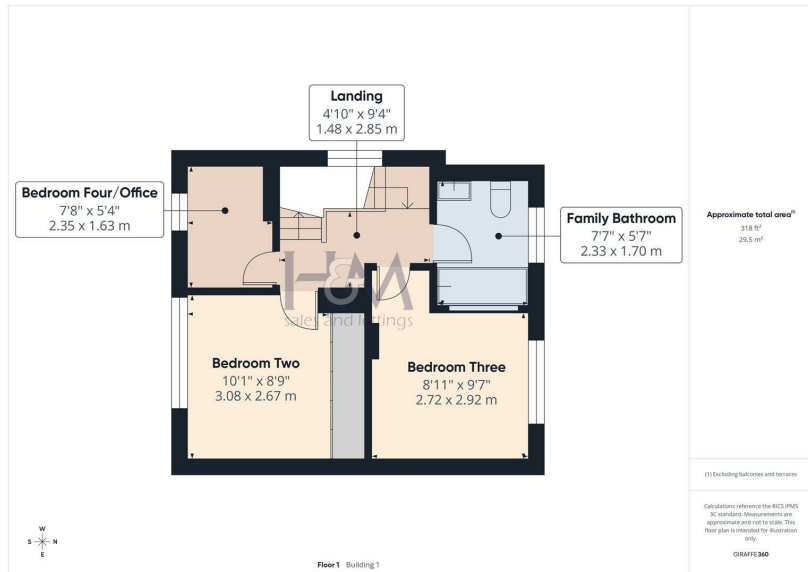 Landing
4'10" x 9'4"
1.48 x 2.85 m
Bedroom Four/Office
7'8" x 5'4"
2.35 x 1.63 m
Family Bathroom
7'7" x 5'7"
2.33 x 1.70 m
H&M
sales and lettings
Bedroom Two
10'1" x 8'9"
3.08 x 2.67 m
Bedroom Three
8'11" x 9'7"
2.72 x 2.92 m
Approximate total area(1)
318 ft²
29.5 m²
(1) Excluding balconies and terraces
Calculations reference the RICS IPMS
3C standard. Measurements are
approximate and not to scale. This
floor plan is intended for illustration
only.
GIRAFFE360
W
S N
E
Floor 1 Building 1